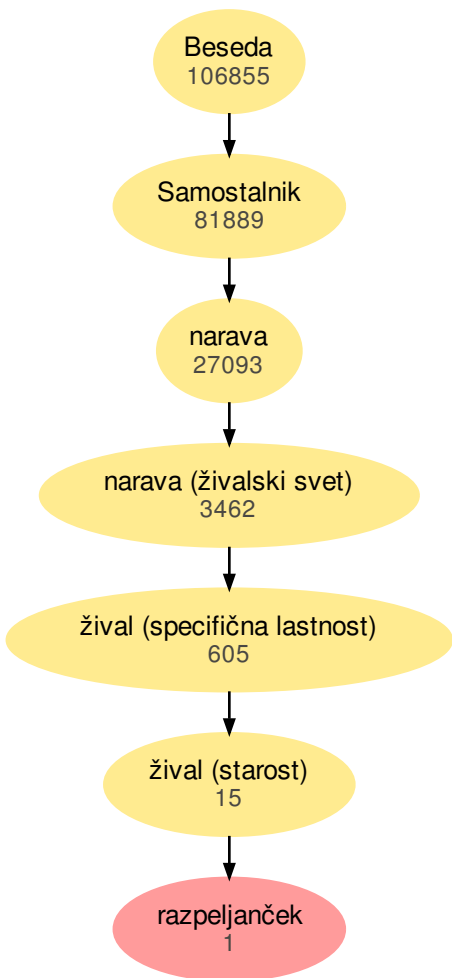 Beseda
106855
Samostalnik
81889
narava
27093
narava (živalski svet)
3462
žival (specifična lastnost)
605
žival (starost)
15
razpeljanček
1